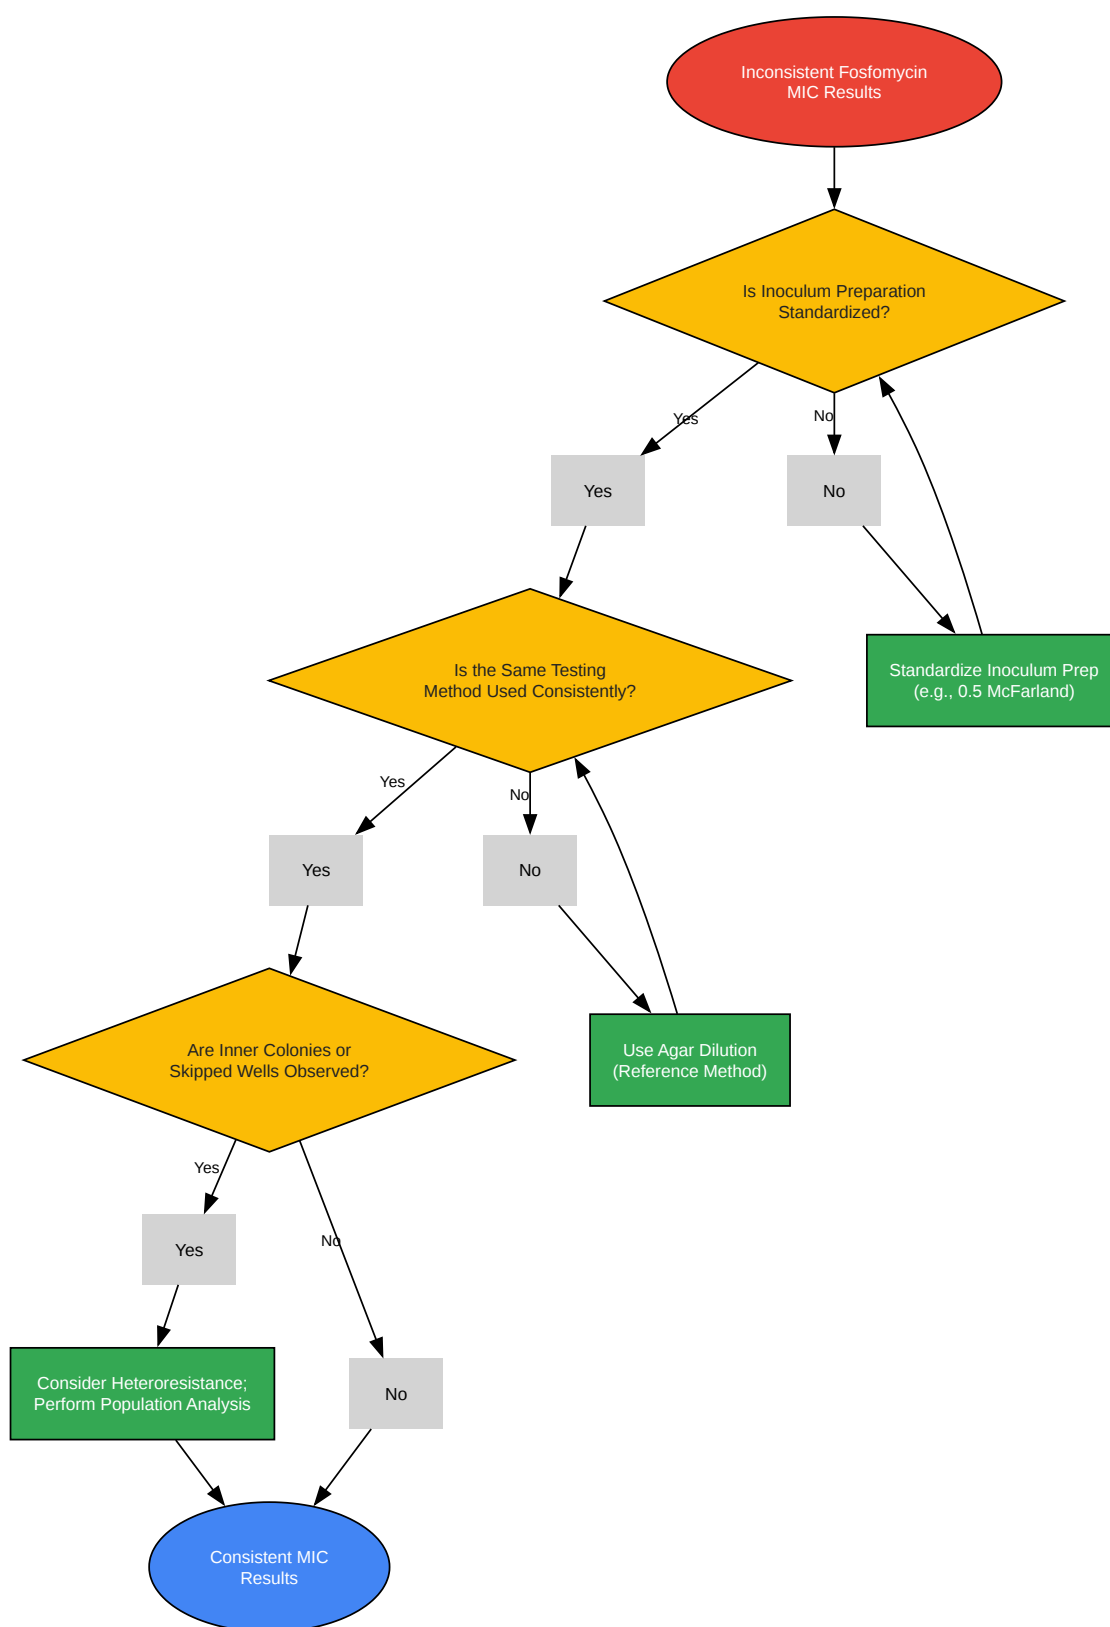 Inconsistent Fosfomycin
MIC Results
Is Inoculum Preparation
Standardized?
Yes
No
Yes
No
Is the Same Testing
Method Used Consistently?
Standardize Inoculum Prep
(e.g., 0.5 McFarland)
Yes
No
Yes
No
Are Inner Colonies or
Skipped Wells Observed?
Use Agar Dilution
(Reference Method)
Yes
No
Yes
Consider Heteroresistance;
Perform Population Analysis
No
Consistent MIC
Results